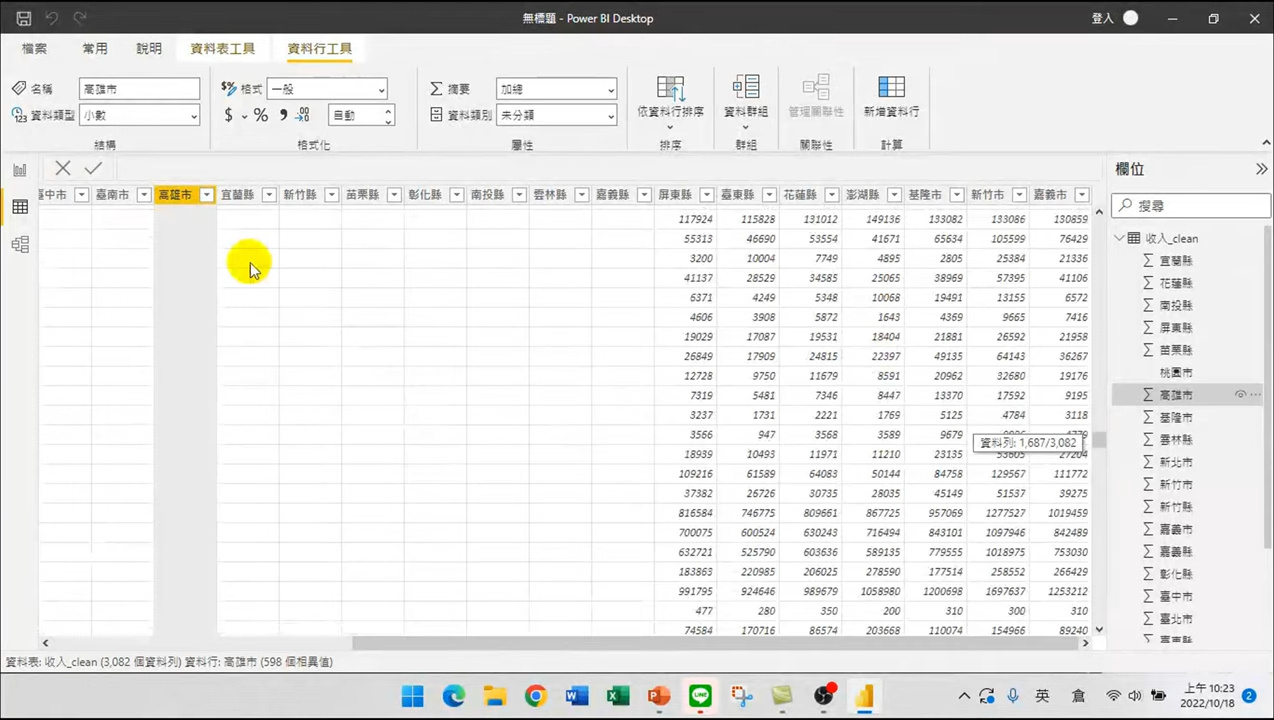 無標題 - Power BI Desktop
登入
檔案 常用 說明 資料表工具 資料行工具
名稱 高雄市
資料類型 小數
格式 一般
$ % 自動
摘要 加總
資料類別 未分類
依資料行排序
資料群組
管理關聯性
新增資料行
結構 格式化 屬性 排序 群組 關聯性 計算
臺中市 臺南市 高雄市 宜蘭縣 新竹縣 苗栗縣 彰化縣 南投縣 雲林縣 嘉義縣 屏東縣 臺東縣 花蓮縣 澎湖縣 基隆市 新竹市 嘉義市
117924 115828 131012 149136 133082 133086 130859
55313 46690 53554 41671 65634 105599 76429
3200 10004 7749 4895 2805 25384 21336
41137 28529 34585 25065 38969 57395 41106
6371 4249 5348 10068 19491 13155 6572
4606 3908 5872 1643 4369 9665 7416
19029 17087 19531 18404 21881 26592 21958
26849 17909 24815 22397 49135 64143 36267
12728 9750 11679 8591 20962 32680 19176
7319 5481 7346 8447 13370 17592 9195
3237 1731 2221 1769 5125 4784 3118
3566 947 3568 3589 9679
資料列: 1,687/3,082
18939 10493 11971 11210 23135 53605 27204
109216 61589 64083 50144 84758 129567 111772
37382 26726 30735 28035 45149 51537 39275
816584 746775 809661 867725 957069 1277527 1019459
700075 600524 630243 716494 843101 1097946 842489
632721 525790 603636 589135 779555 1018975 753030
183863 220985 206025 278590 177514 258552 266429
991795 924646 989679 1058980 1200698 1697637 1253212
477 280 350 200 310 300 310
74584 170716 86574 203668 110074 154966 89240
欄位
搜尋
收入_clean
宜蘭縣
花蓮縣
南投縣
屏東縣
苗栗縣
桃園市
高雄市
基隆市
雲林縣
新北市
新竹市
新竹縣
嘉義市
嘉義縣
彰化縣
臺中市
臺北市
臺東縣
資料表: 收入_clean (3,082 個資料列) 資料行: 高雄市 (598 個相異值)
英
上午 10:23
2022/10/18
2